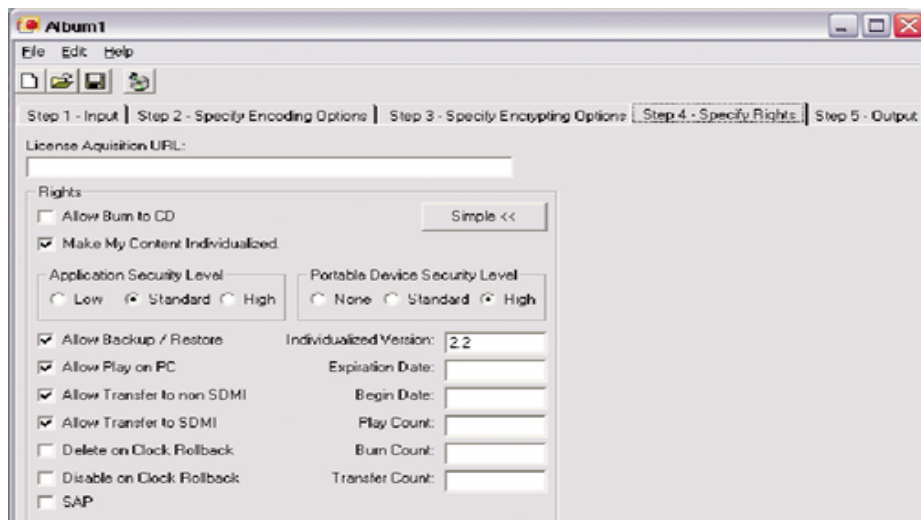 Album1
File Edit Help
Step 1 - Input Step 2 - Specify Encoding Options Step 3 - Specify Encrypting Options Step 4 - Specify Rights Step 5 - Output
License Aquisition URL:
Rights
Allow Burn to CD Simple <<
Make My Content Individualized
Application Security Level Portable Device Security Level
Low Standard High None Standard High
Allow Backup / Restore Individualized Version: 2.2
Allow Play on PC Expiration Date:
Allow Transfer to non SDMI Begin Date:
Allow Transfer to SDMI Play Count:
Delete on Clock Rollback Burn Count:
Disable on Clock Rollback Transfer Count:
SAP